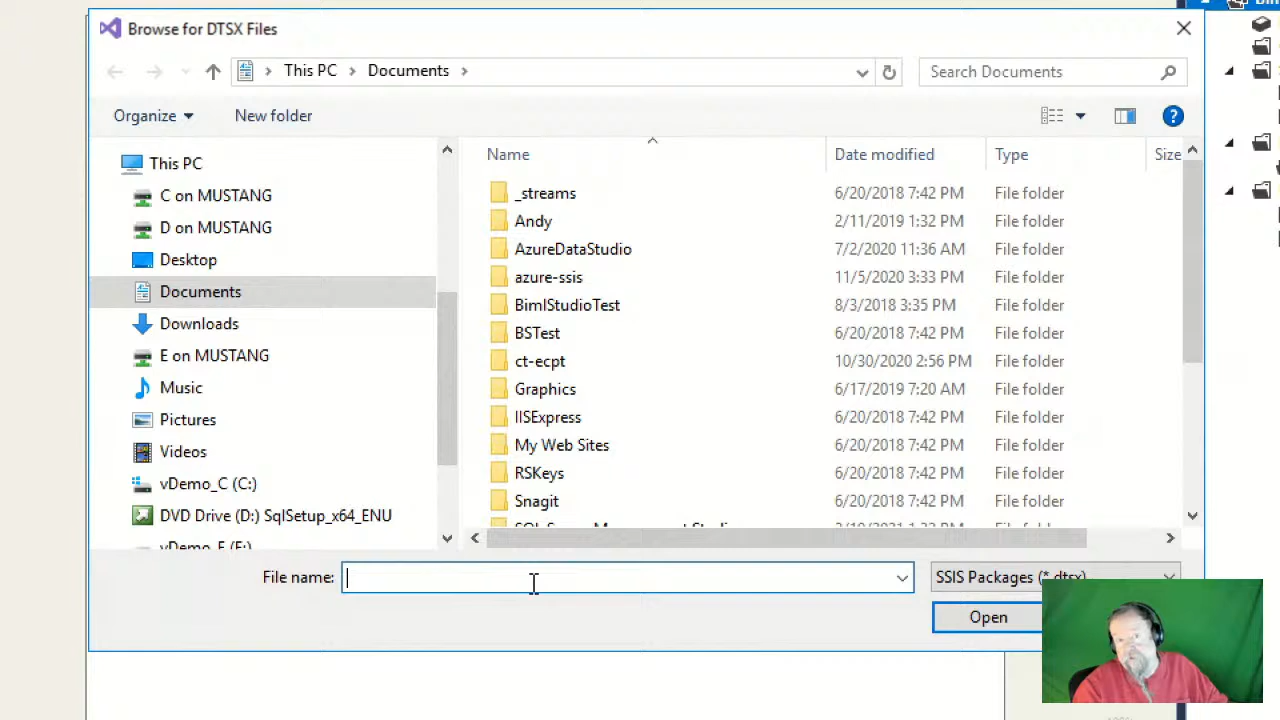 Browse for DTSX Files
This PC
Documents
Search Documents
Organize
New folder
Name
Date modified
Type
Size
This PC
C on MUSTANG
D on MUSTANG
Desktop
Documents
Downloads
E on MUSTANG
Music
Pictures
Videos
vDemo_C (C:)
DVD Drive (D:) SqlSetup_x64_ENU
_streams 6/20/2018 7:42 PM File folder
Andy 2/11/2019 1:32 PM File folder
AzureDataStudio 7/2/2020 11:36 AM File folder
azure-ssis 11/5/2020 3:33 PM File folder
BimlStudioTest 8/3/2018 3:35 PM File folder
BSTest 6/20/2018 7:42 PM File folder
ct-ecpt 10/30/2020 2:56 PM File folder
Graphics 6/17/2019 7:20 AM File folder
IISExpress 6/20/2018 7:42 PM File folder
My Web Sites 6/20/2018 7:42 PM File folder
RSKeys 6/20/2018 7:42 PM File folder
Snagit 6/20/2018 7:42 PM File folder
File name:
SSIS Packages (*.dtsx)
Open